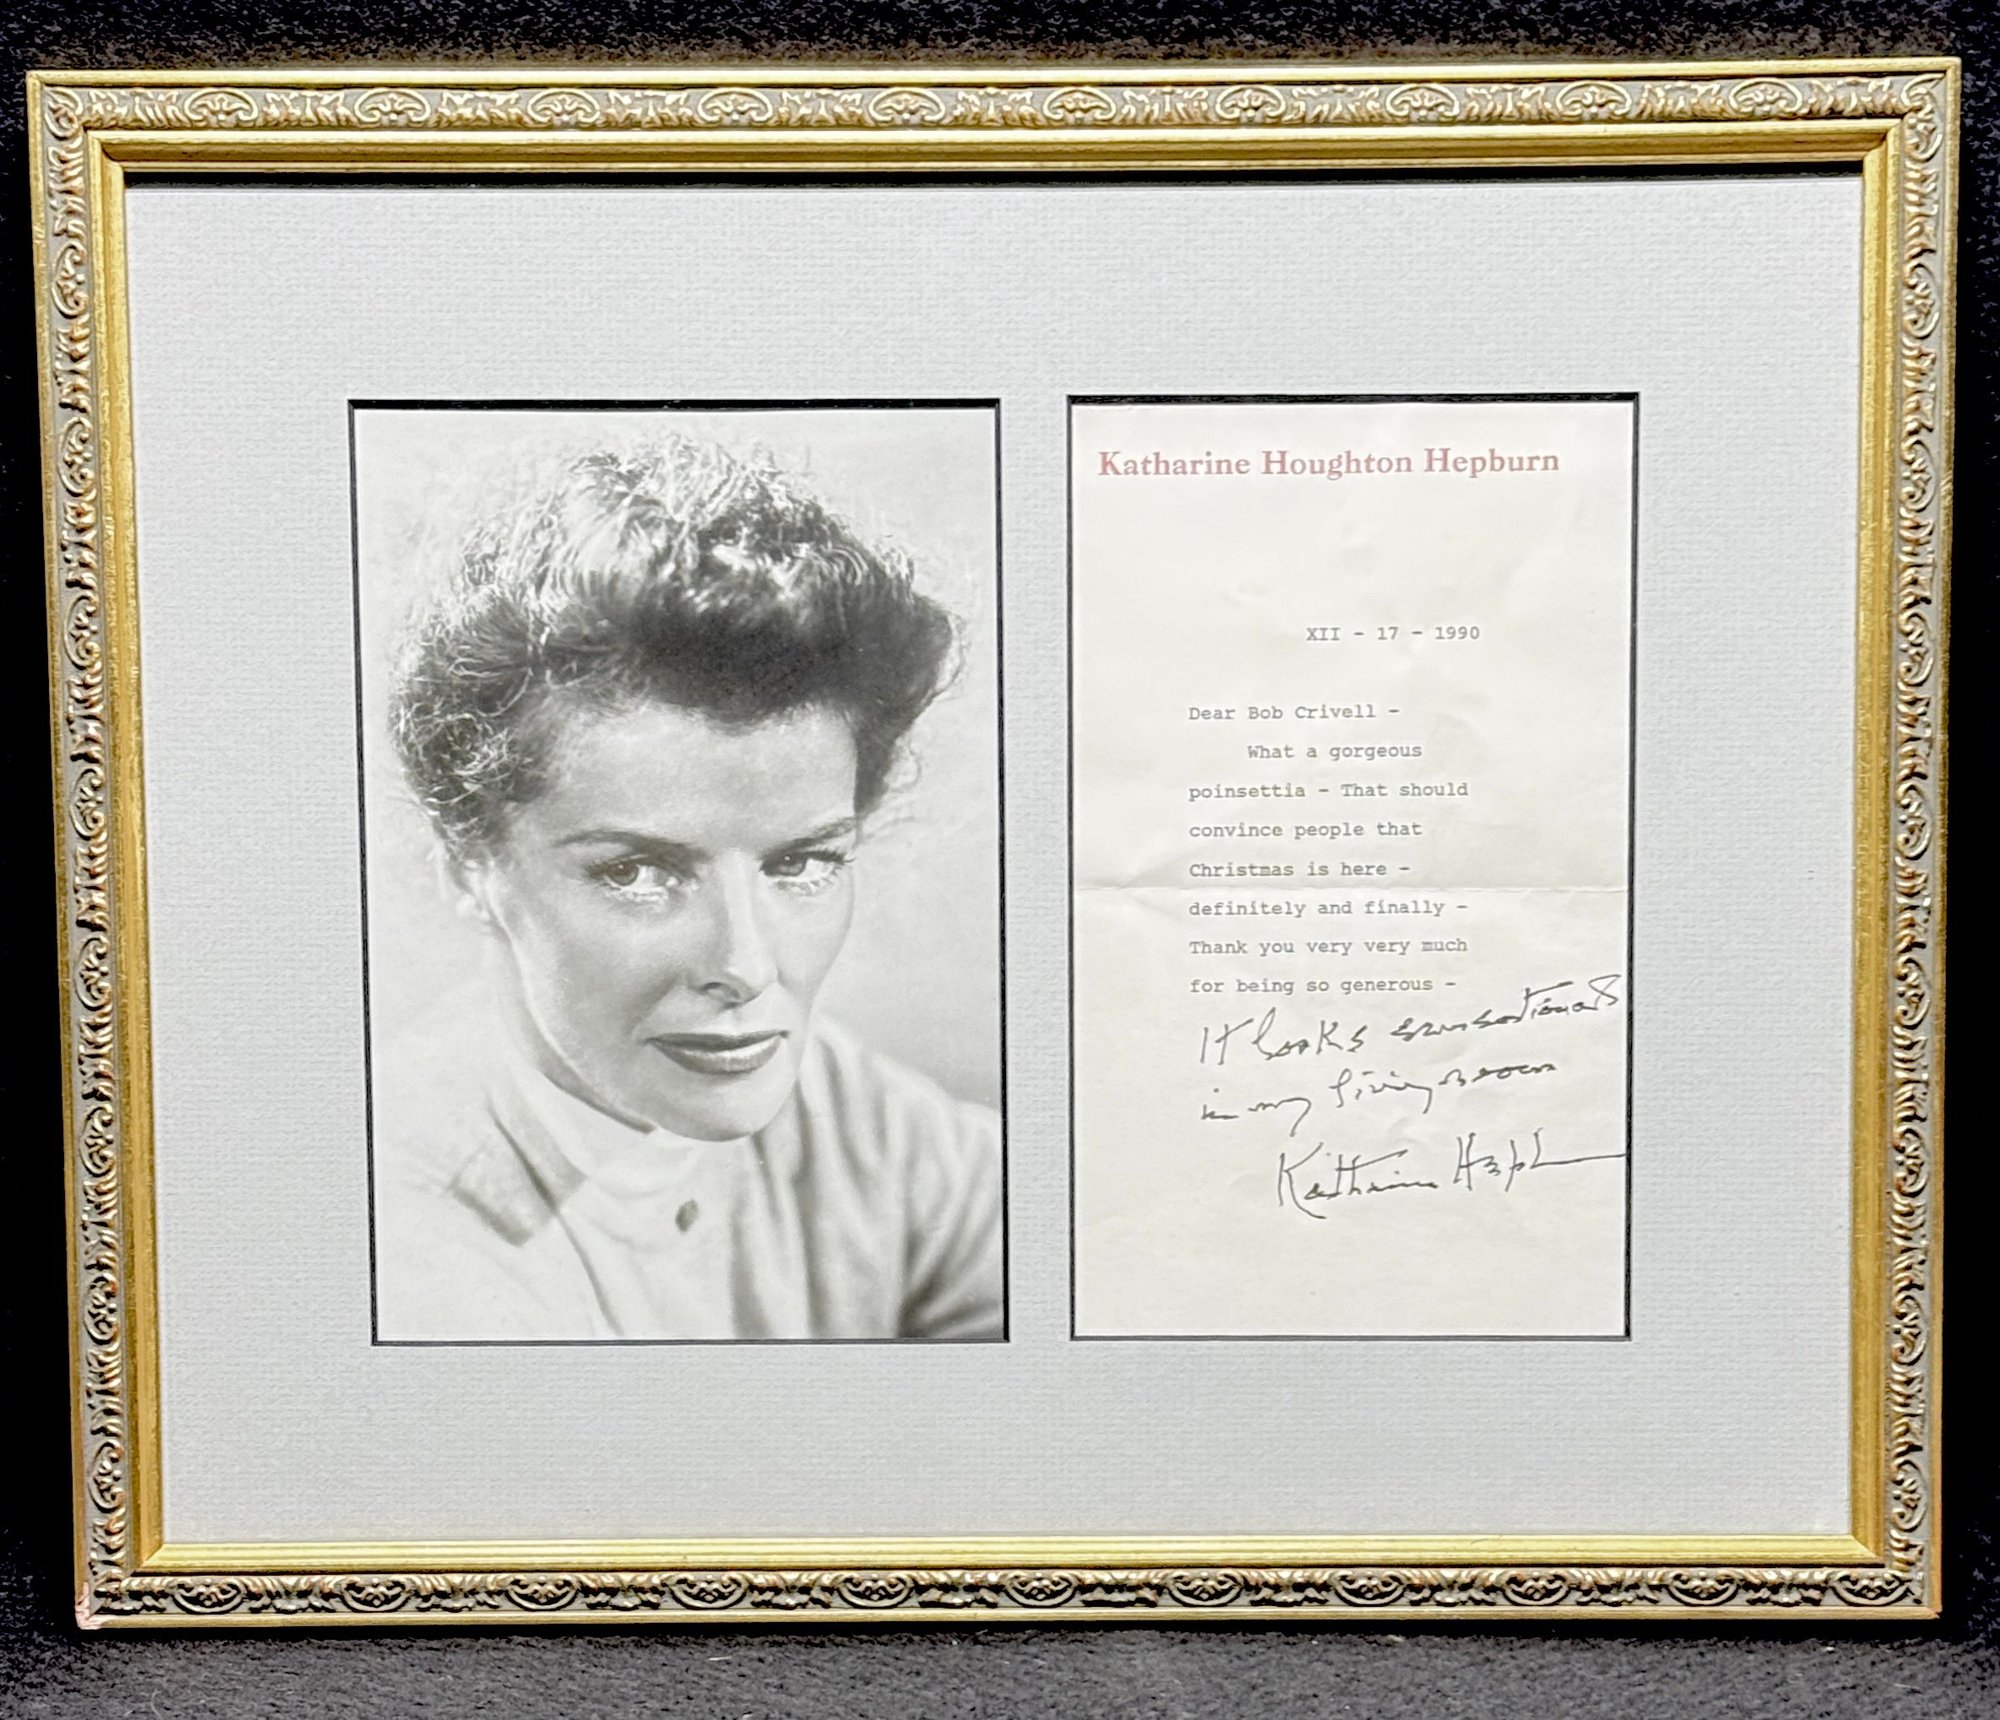 Katharine Houghton Hepburn
XII - 17 - 1990
Dear Bob Crivell -
What a gorgeous
poinsettia - That should
convince people that
Christmas is here -
definitely and finally -
Thank you very very much
for being so generous -
It looks sensational
in my living room
Katharine Hepburn